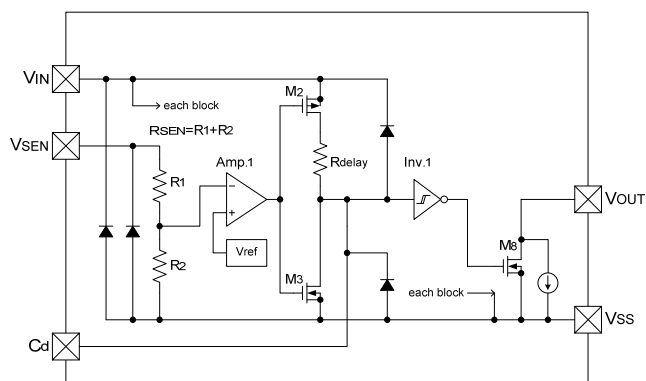 VIN
M2
each block
VSEN
RSEN=R1+R2
R1
Amp.1
Rdelay
Inv.1
VOUT
−
+
R2
Vref
M8
M3
each block
VSS
Cd